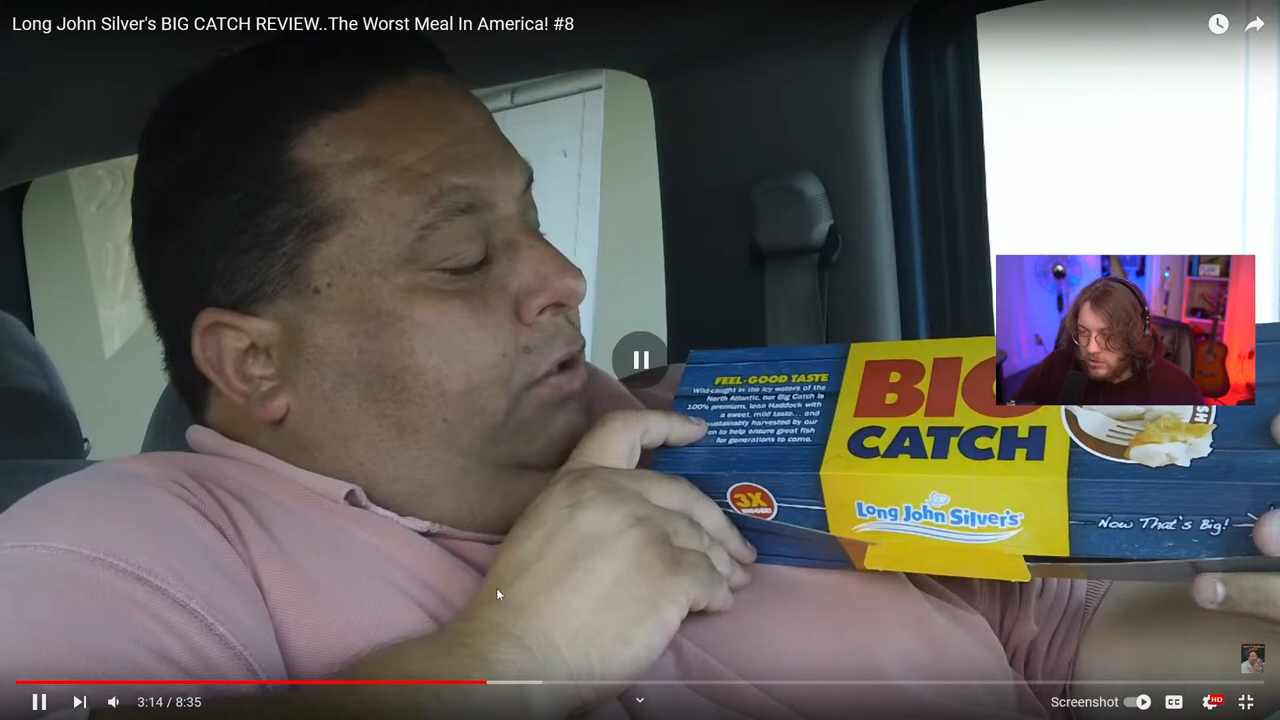 Long John Silver's BIG CATCH REVIEW..The Worst Meal In America! #8
FEEL-GOOD TASTE
Wild-caught in the icy waters of the
North Atlantic, our Big Catch is
100% premium, lean Haddock with
a sweet, mild taste... and
sustainably harvested by our
to help ensure great fish
for generations to come.
BIG
CATCH
3X
BIGGER!
Long John Silver's
Now That's Big!
3:14 / 8:35
Screenshot
CC
HD